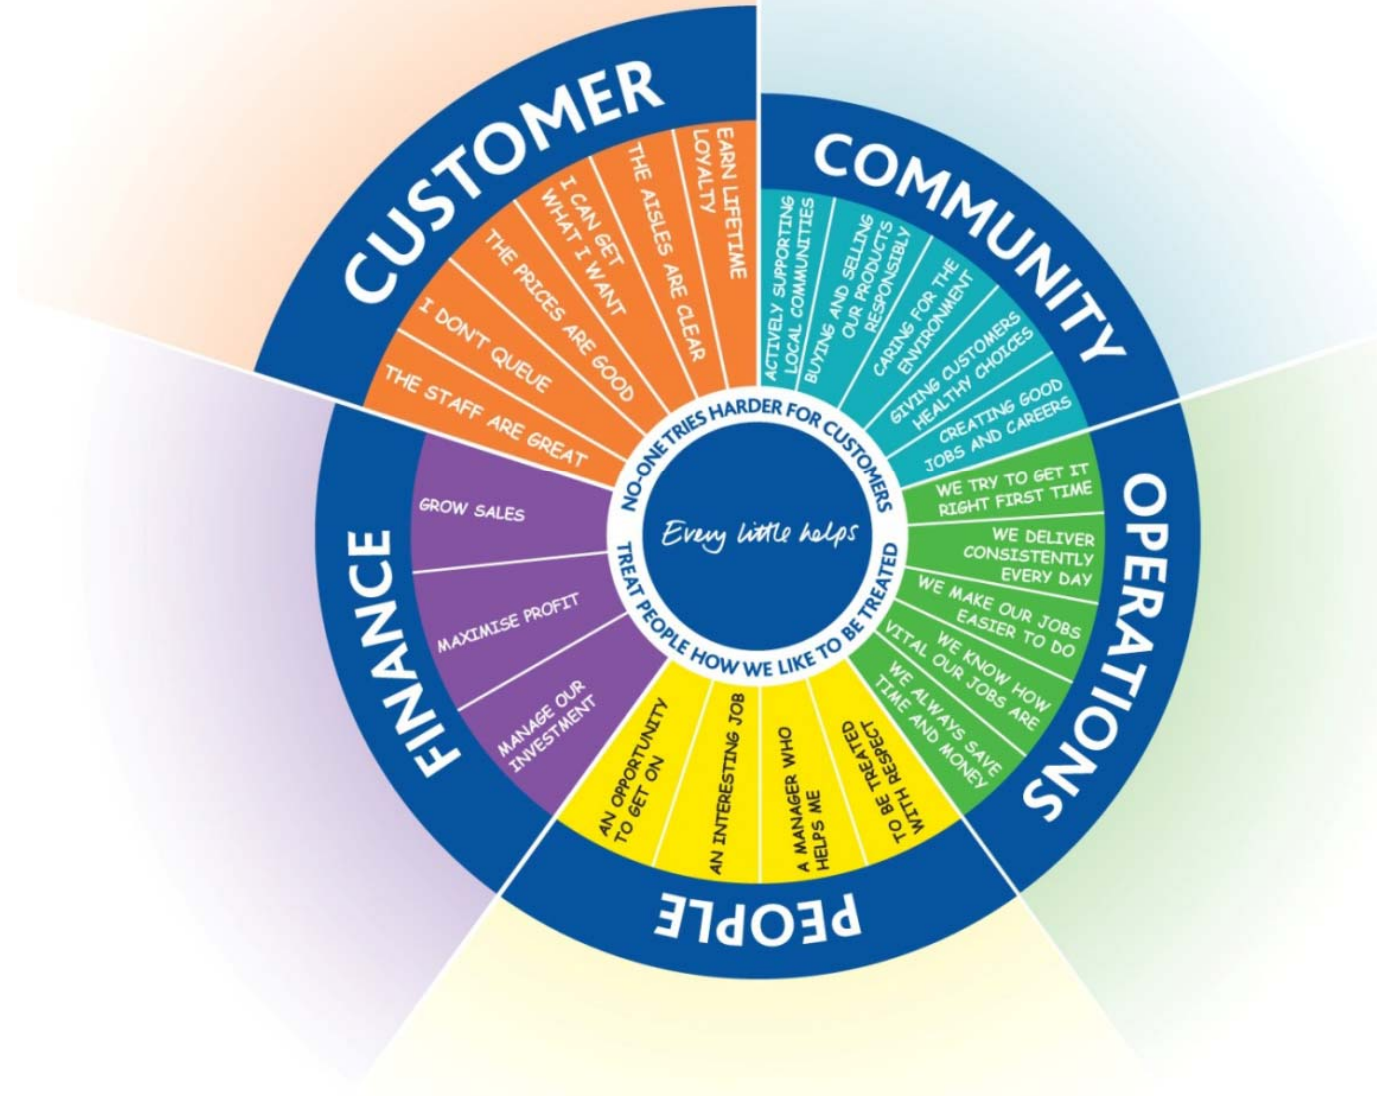 CUSTOMER
EARN LIFETIME
LOYALTY
THE AISLES ARE CLEAR
I CAN GET
WHAT I WANT
THE PRICES ARE GOOD
I DON'T QUEUE
THE STAFF ARE GREAT
COMMUNITY
ACTIVELY SUPPORTING
LOCAL COMMUNITIES
BUYING AND SELLING
OUR PRODUCTS
RESPONSIBLY
CARING FOR THE
ENVIRONMENT
GIVING CUSTOMERS
HEALTHY CHOICES
CREATING GOOD
JOBS AND CAREERS
OPERATIONS
WE TRY TO GET IT
RIGHT FIRST TIME
WE DELIVER
CONSISTENTLY
EVERY DAY
WE MAKE OUR JOBS
EASIER TO DO
WE KNOW HOW
VITAL OUR JOBS ARE
WE ALWAYS SAVE
TIME AND MONEY
PEOPLE
TO BE TREATED
WITH RESPECT
A MANAGER WHO
HELPS ME
AN INTERESTING JOB
AN OPPORTUNITY
TO GET ON
FINANCE
MANAGE OUR
INVESTMENT
MAXIMISE PROFIT
GROW SALES
NO-ONE TRIES HARDER FOR CUSTOMERS
TREAT PEOPLE HOW WE LIKE TO BE TREATED
Every little helps